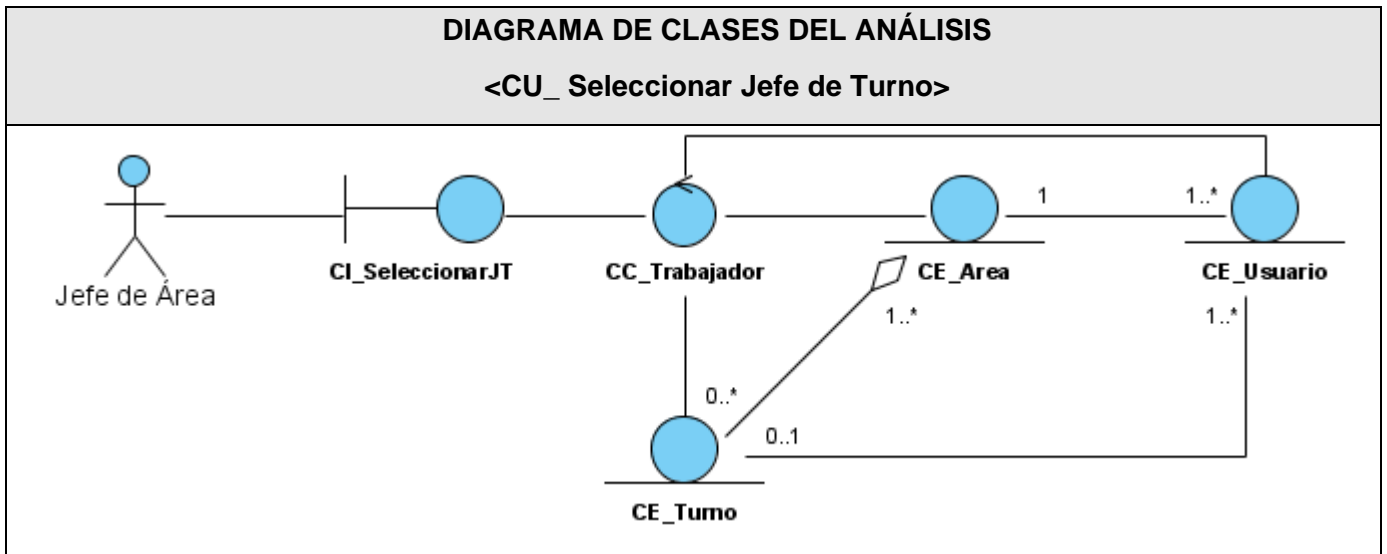 DIAGRAMA DE CLASES DEL ANÁLISIS
<CU_ Seleccionar Jefe de Turno>
1
1..*
CI_SeleccionarJT
CC_Trabajador
CE_Area
CE_Usuario
Jefe de Área
1..*
1..*
0..*
0..1
CE_Turno